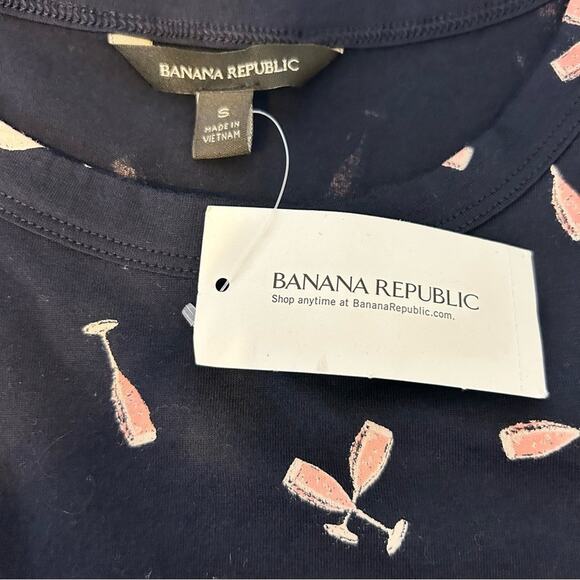 BANANA REPUBLIC
S
MADE IN
VIETNAM
BANANA REPUBLIC
Shop anytime at BananaRepublic.com.